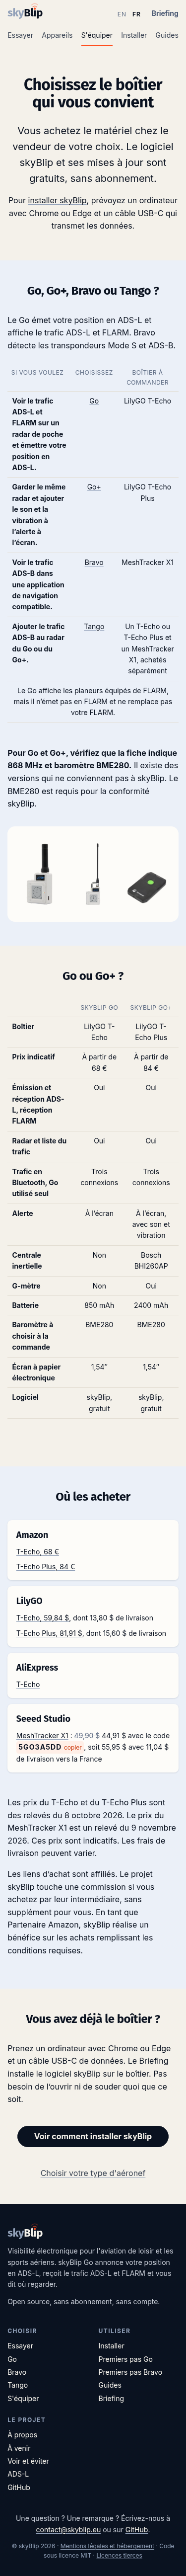 skyBlip
EN FR Briefing
Essayer Appareils S'équiper Installer Guides
Choisissez le boîtier
qui vous convient
Vous achetez le matériel chez le
vendeur de votre choix. Le logiciel
skyBlip et ses mises à jour sont
gratuits, sans abonnement.
Pour installer skyBlip, prévoyez un ordinateur
avec Chrome ou Edge et un câble USB-C qui
transmet les données.
Go, Go+, Bravo ou Tango ?
Le Go émet votre position en ADS-L et
affiche le trafic ADS-L et FLARM. Bravo
détecte les transpondeurs Mode S et ADS-B.
SI VOUS VOULEZ CHOISISSEZ BOÎTIER À
COMMANDER
Voir le trafic
ADS-L et
FLARM sur un
radar de poche
et émettre votre
position en
ADS-L.
Go
LilyGO T-Echo
Garder le même
radar et ajouter
le son et la
vibration à
l'alerte à
l'écran.
Go+
LilyGO T-Echo
Plus
Voir le trafic
ADS-B dans
une application
de navigation
compatible.
Bravo
MeshTracker X1
Ajouter le trafic
ADS-B au radar
du Go ou du
Go+.
Tango
Un T-Echo ou
T-Echo Plus et
un MeshTracker
X1, achetés
séparément
Le Go affiche les planeurs équipés de FLARM,
mais il n'émet pas en FLARM et ne remplace pas
votre FLARM.
Pour Go et Go+, vérifiez que la fiche indique
868 MHz et baromètre BME280. Il existe des
versions qui ne conviennent pas à skyBlip. Le
BME280 est requis pour la conformité
skyBlip.
Go ou Go+ ?
SKYBLIP GO SKYBLIP GO+
Boîtier
LilyGO T-
Echo
LilyGO T-
Echo Plus
Prix indicatif
À partir de
68 €
À partir de
84 €
Émission et
réception ADS-
L, réception
FLARM
Oui
Oui
Radar et liste du
trafic
Oui
Oui
Trafic en
Bluetooth, Go
utilisé seul
Trois
connexions
Trois
connexions
Alerte
À l'écran
À l'écran,
avec son et
vibration
Centrale
inertielle
Non
Bosch
BHI260AP
G-mètre Non Oui
Batterie 850 mAh 2400 mAh
Baromètre à
choisir à la
commande
BME280
BME280
Écran à papier
électronique
1,54"
1,54"
Logiciel
skyBlip,
gratuit
skyBlip,
gratuit
Où les acheter
Amazon
T-Echo, 68 €
T-Echo Plus, 84 €
LilyGO
T-Echo, 59,84 $, dont 13,80 $ de livraison
T-Echo Plus, 81,91 $, dont 15,60 $ de livraison
AliExpress
T-Echo
Seeed Studio
MeshTracker X1 : 49,90 $ 44,91 $ avec le code
5GO3A5DD copier, soit 55,95 $ avec 11,04 $
de livraison vers la France
Les prix du T-Echo et du T-Echo Plus sont
relevés du 8 octobre 2026. Le prix du
MeshTracker X1 est un relevé du 9 novembre
2026. Ces prix sont indicatifs. Les frais de
livraison peuvent varier.
Les liens d'achat sont affiliés. Le projet
skyBlip touche une commission si vous
achetez par leur intermédiaire, sans
supplément pour vous. En tant que
Partenaire Amazon, skyBlip réalise un
bénéfice sur les achats remplissant les
conditions requises.
Vous avez déjà le boîtier ?
Prenez un ordinateur avec Chrome ou Edge
et un câble USB-C de données. Le Briefing
installe le logiciel skyBlip sur le boîtier. Pas
besoin de l'ouvrir ni de souder quoi que ce
soit.
Voir comment installer skyBlip
Choisir votre type d'aéronef
skyBlip
Visibilité électronique pour l'aviation de loisir et les
sports aériens. skyBlip Go annonce votre position
en ADS-L, reçoit le trafic ADS-L et FLARM et vous
dit où regarder.
Open source, sans abonnement, sans compte.
CHOISIR
Essayer
Go
Bravo
Tango
S'équiper
UTILISER
Installer
Premiers pas Go
Premiers pas Bravo
Guides
Briefing
LE PROJET
À propos
À venir
Voir et éviter
ADS-L
GitHub
Une question ? Une remarque ? Écrivez-nous à
contact@skyblip.eu ou sur GitHub.
© skyBlip 2026 · Mentions légales et hébergement · Code
sous licence MIT · Licences tierces